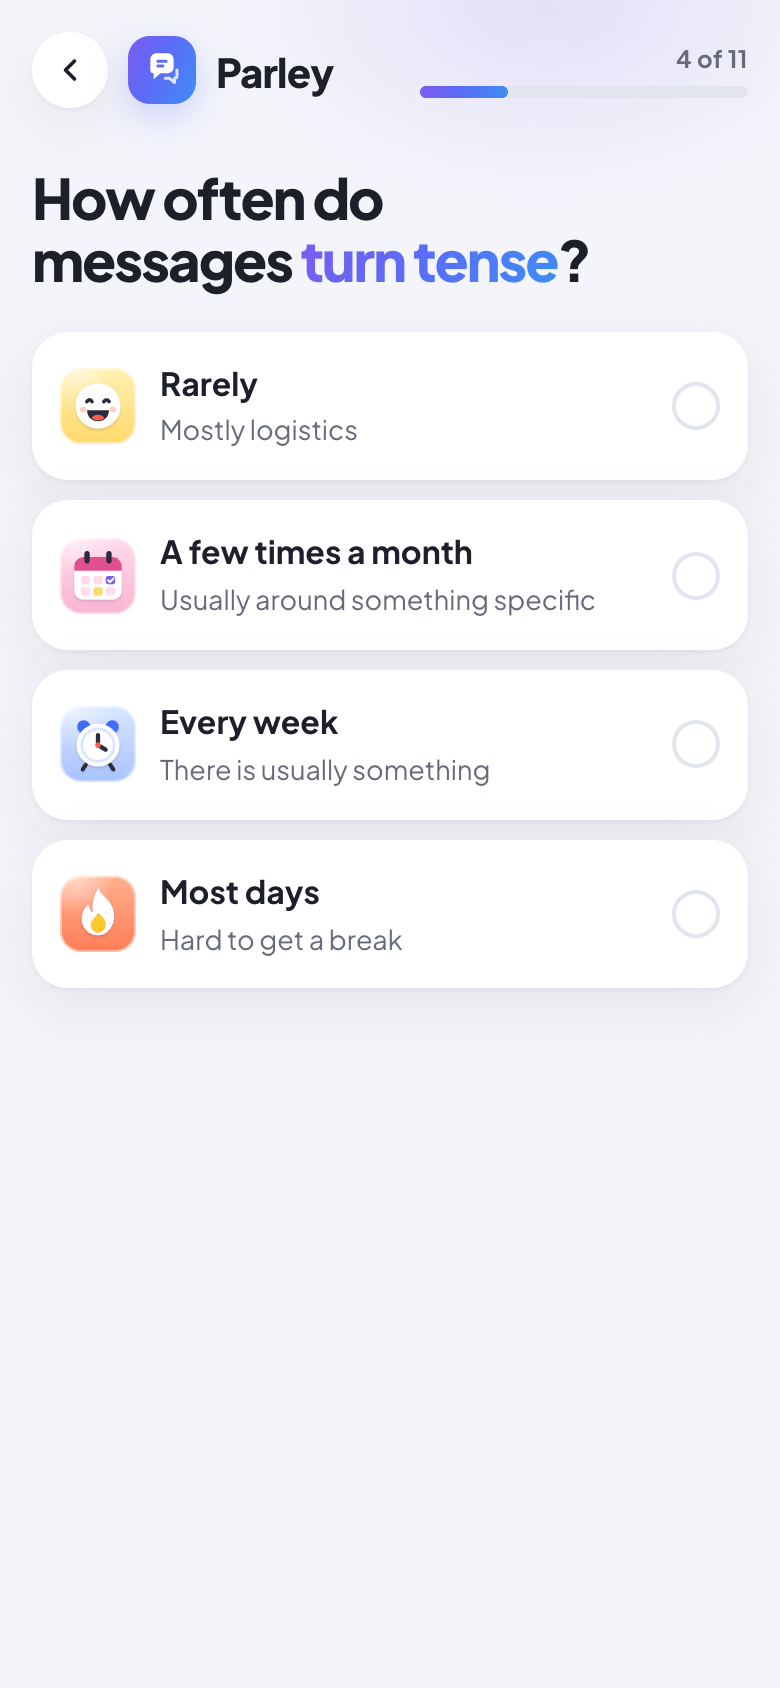 Parley
4 of 11
How often do
messages turn tense?
Rarely
Mostly logistics
A few times a month
Usually around something specific
Every week
There is usually something
Most days
Hard to get a break